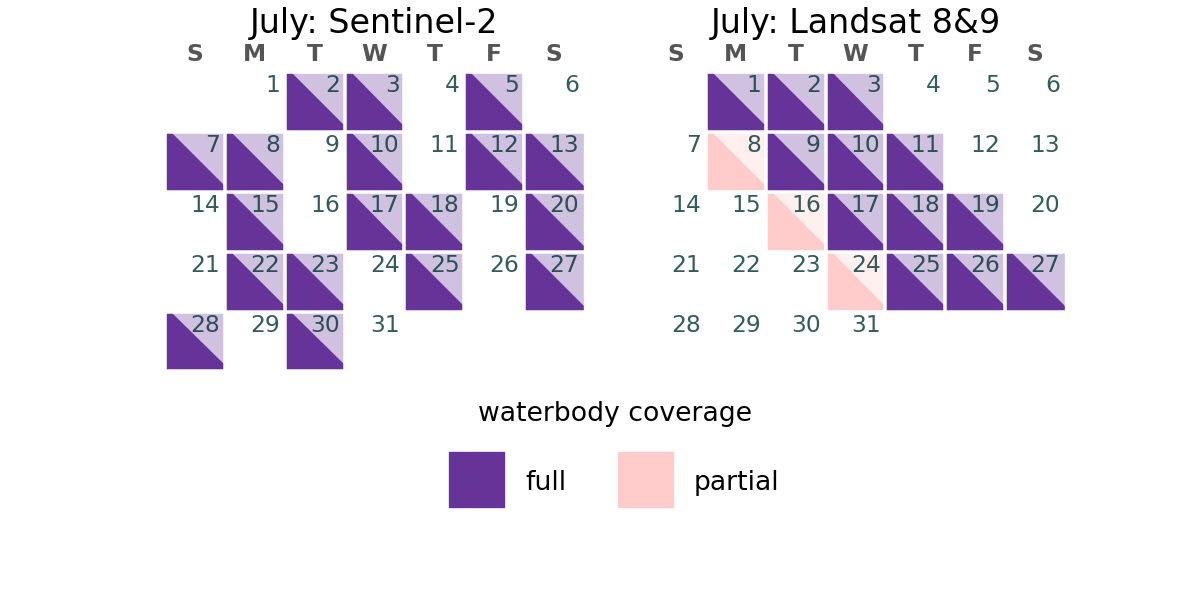 July: Sentinel-2
S M T W T F S
1 2 3 4 5 6
7 8 9 10 11 12 13
14 15 16 17 18 19 20
21 22 23 24 25 26 27
28 29 30 31
July: Landsat 8&9
S M T W T F S
1 2 3 4 5 6
7 8 9 10 11 12 13
14 15 16 17 18 19 20
21 22 23 24 25 26 27
28 29 30 31
waterbody coverage
full partial